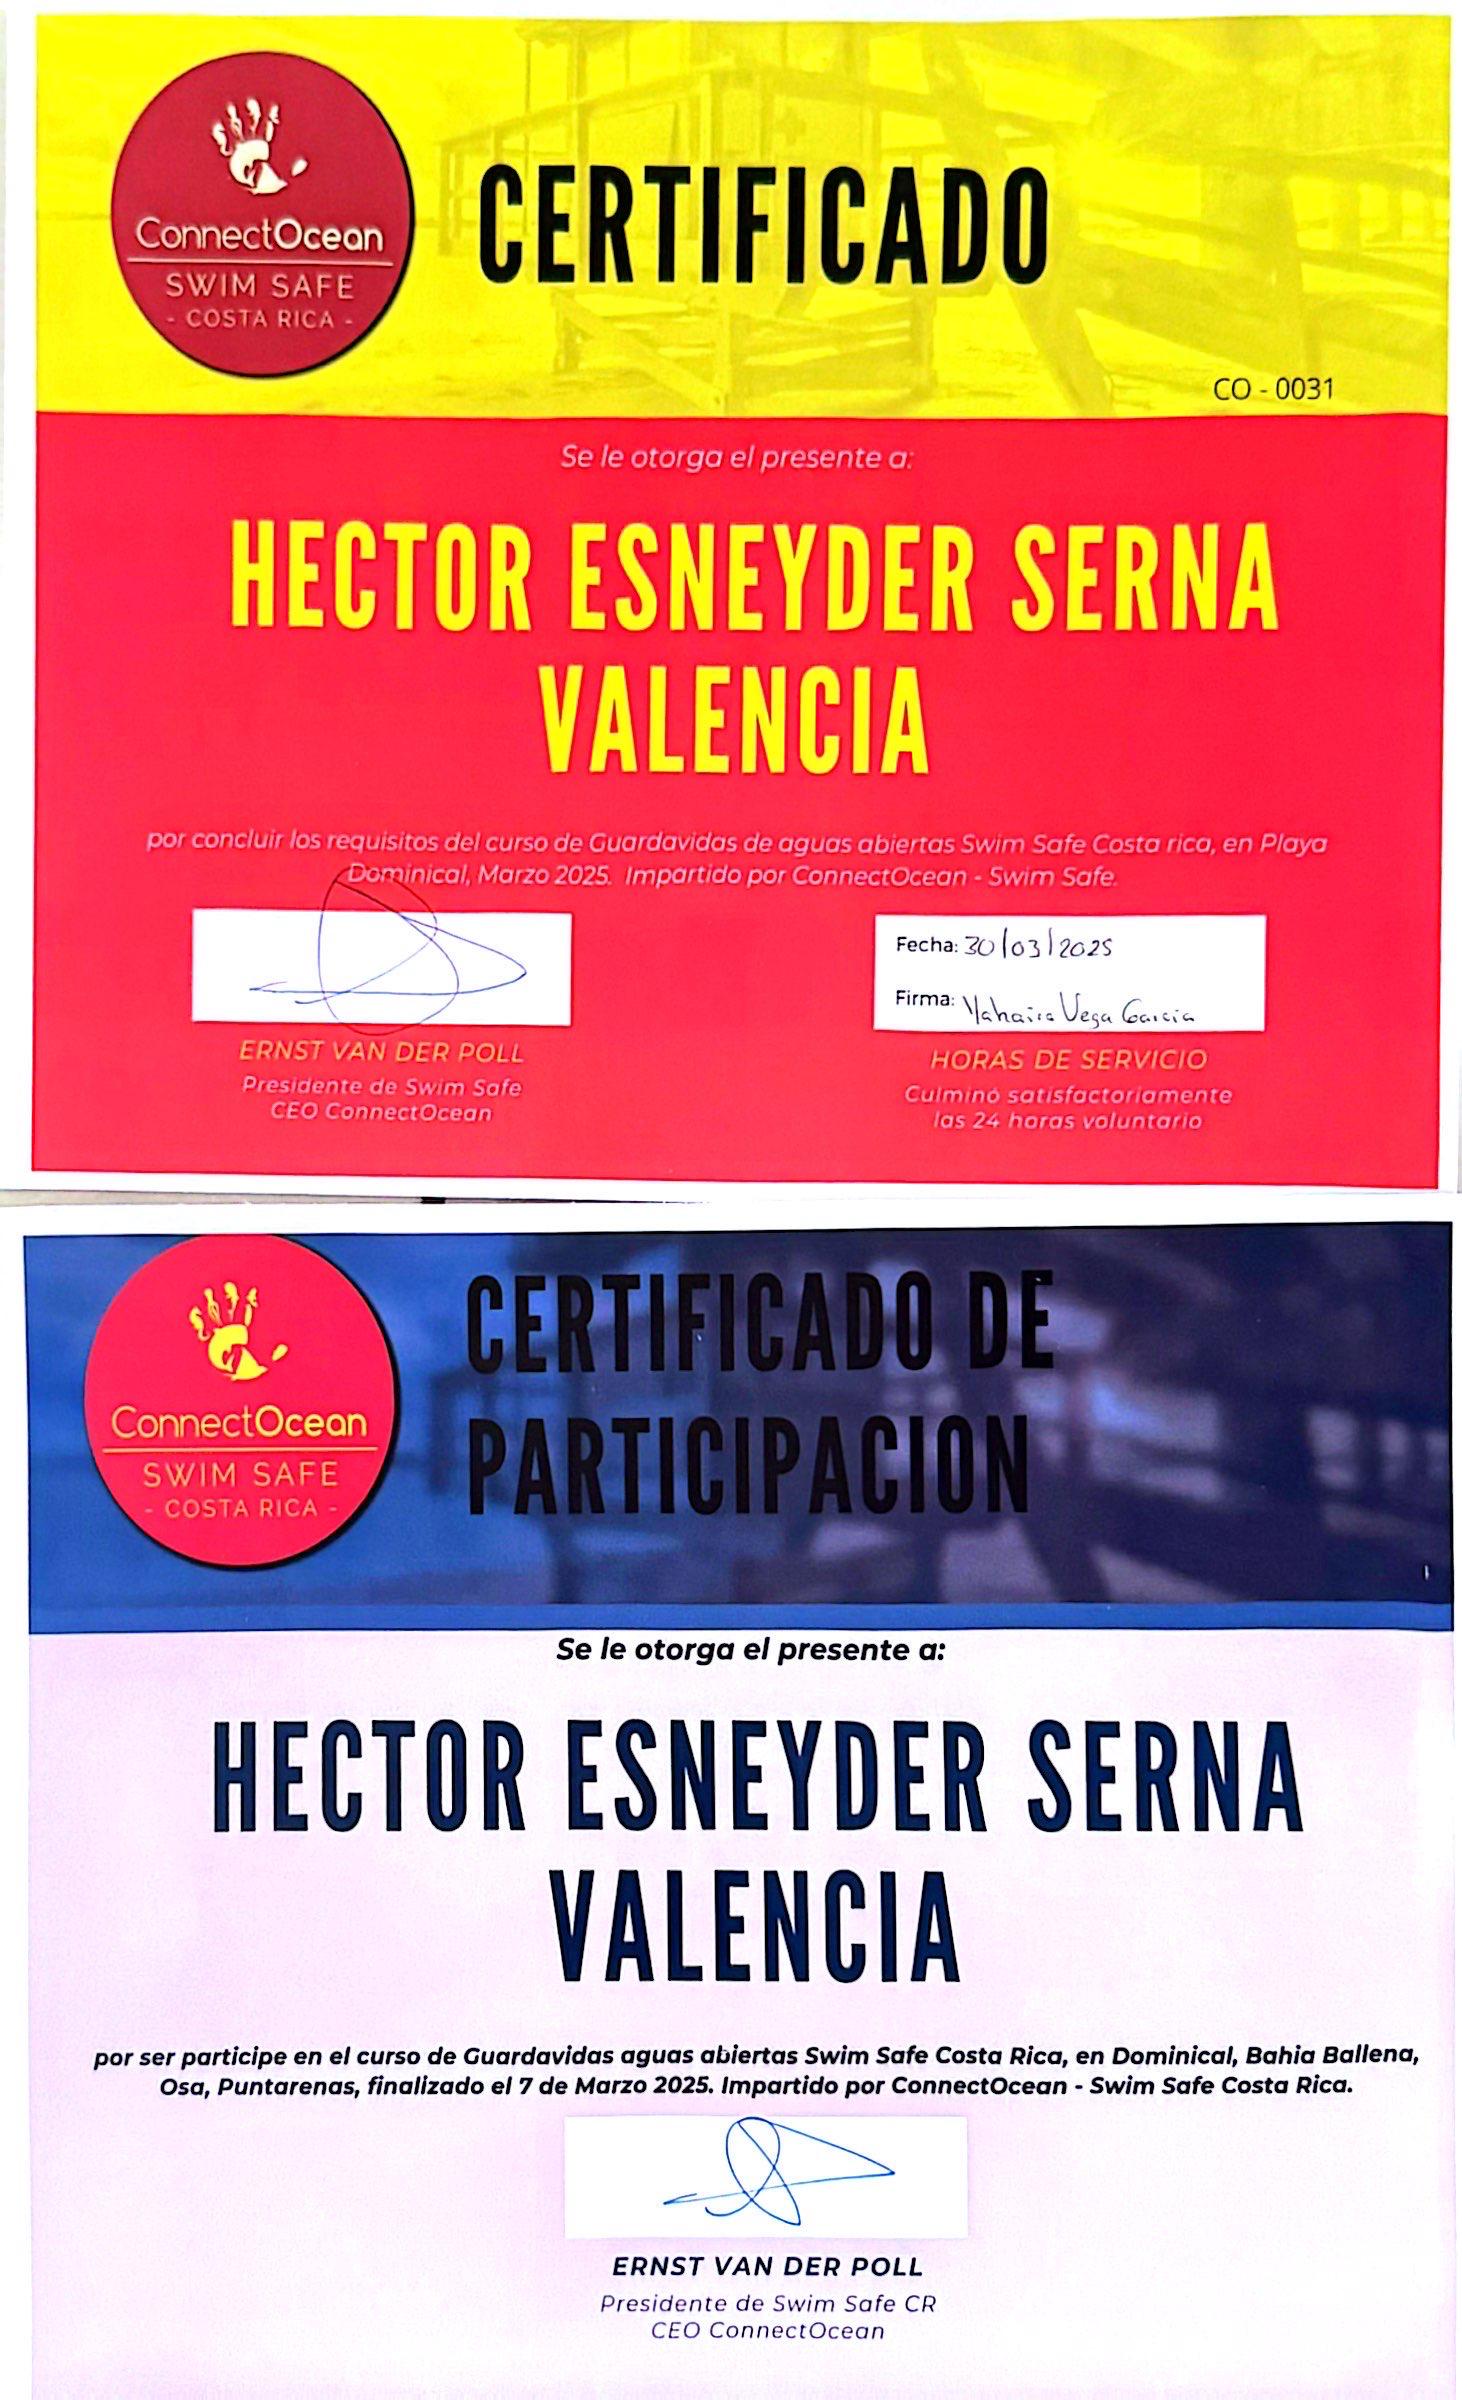 ConnectOcean
SWIM SAFE
- COSTA RICA -
CERTIFICADO
CO - 0031
Se le otorga el presente a:
HECTOR ESNEYDER SERNA
VALENCIA
por concluir los requisitos del curso de Guardavidas de aguas abiertas Swim Safe Costa rica, en Playa
Dominical, Marzo 2025. Impartido por ConnectOcean - Swim Safe.
ERNST VAN DER POLL
Presidente de Swim Safe
CEO ConnectOcean
Fecha: 30/03/2025
Firma: Yahaira Vega Garcia
HORAS DE SERVICIO
Culminó satisfactoriamente
las 24 horas voluntario
ConnectOcean
SWIM SAFE
- COSTA RICA -
CERTIFICADO DE
PARTICIPACION
Se le otorga el presente a:
HECTOR ESNEYDER SERNA
VALENCIA
por ser participe en el curso de Guardavidas aguas abiertas Swim Safe Costa Rica, en Dominical, Bahia Ballena,
Osa, Puntarenas, finalizado el 7 de Marzo 2025. Impartido por ConnectOcean - Swim Safe Costa Rica.
ERNST VAN DER POLL
Presidente de Swim Safe CR
CEO ConnectOcean